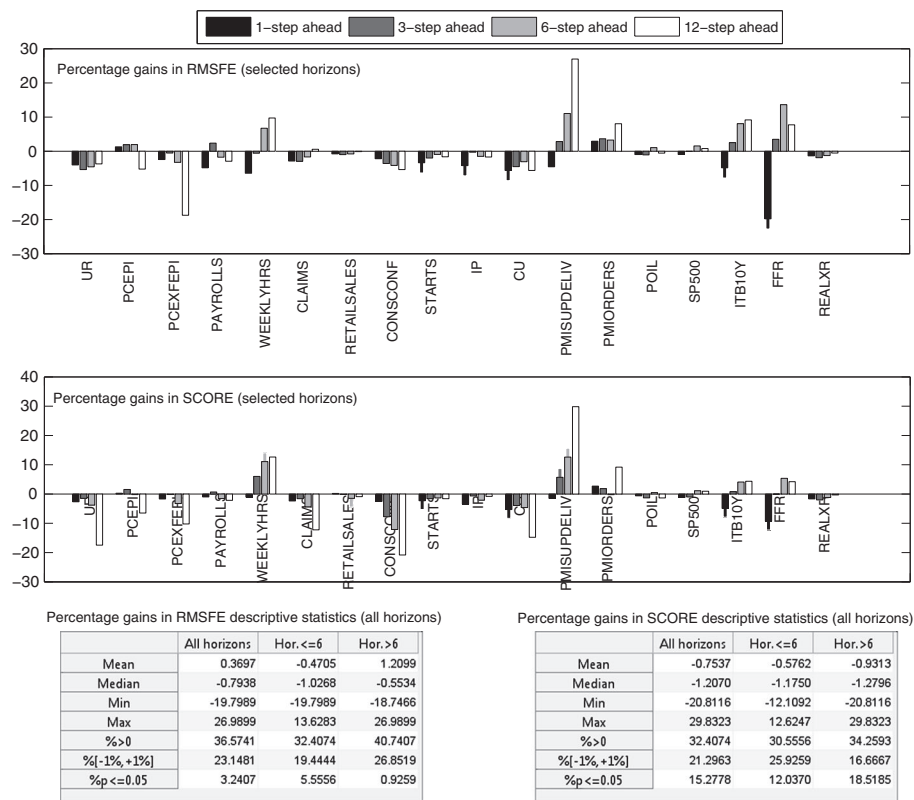 1−step ahead 3−step ahead 6−step ahead 12−step ahead
30
Percentage gains in RMSFE (selected horizons)
20
10
0
−10
−20
−30
UR PCEPI PCEXFEPI PAYROLLS WEEKLYHRS CLAIMS RETAILSALES CONSCONF STARTS IP CU PMISUPDELIV PMIORDERS POIL SP500 ITB10Y FFR REALXR
40
Percentage gains in SCORE (selected horizons)
30
20
10
0
−10
−20
−30
UR PCEPI PCEXFEPI PAYROLLS WEEKLYHRS CLAIMS RETAILSALES CONSCONF STARTS IP CU PMISUPDELIV PMIORDERS POIL SP500 ITB10Y FFR REALXR
Percentage gains in RMSFE descriptive statistics (all horizons)
All horizons Hor.<=6 Hor.>6
Mean 0.3697 -0.4705 1.2099
Median -0.7938 -1.0268 -0.5534
Min -19.7989 -19.7989 -18.7466
Max 26.9899 13.6283 26.9899
%>0 36.5741 32.4074 40.7407
%[-1%,+1%] 23.1481 19.4444 26.8519
%p<=0.05 3.2407 5.5556 0.9259
Percentage gains in SCORE descriptive statistics (all horizons)
All horizons Hor.<=6 Hor.>6
Mean -0.7537 -0.5762 -0.9313
Median -1.2070 -1.1750 -1.2796
Min -20.8116 -12.1092 -20.8116
Max 29.8323 12.6247 29.8323
%>0 32.4074 30.5556 34.2593
%[-1%,+1%] 21.2963 25.9259 16.6667
%p<=0.05 15.2778 12.0370 18.5185